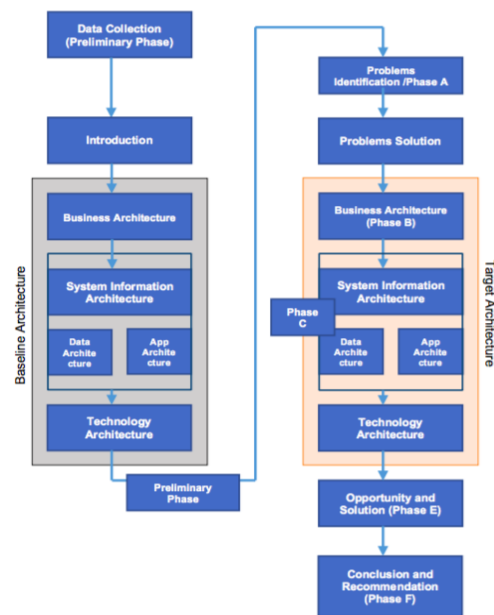 Data Collection
(Preliminary Phase)
Introduction
Baseline Architecture
Business Architecture
System Information
Architecture
Data
Archite
cture
App Archite
cture
Technology
Architecture
Preliminary
Phase
Problems
Identification /Phase A
Problems Solution
Target Architecture
Business Architecture
(Phase B)
System Information
Architecture
Phase
C
Data
Archite
cture
App Archite
cture
Technology
Architecture
Opportunity and
Solution (Phase E)
Conclusion and
Recommendation
(Phase F)